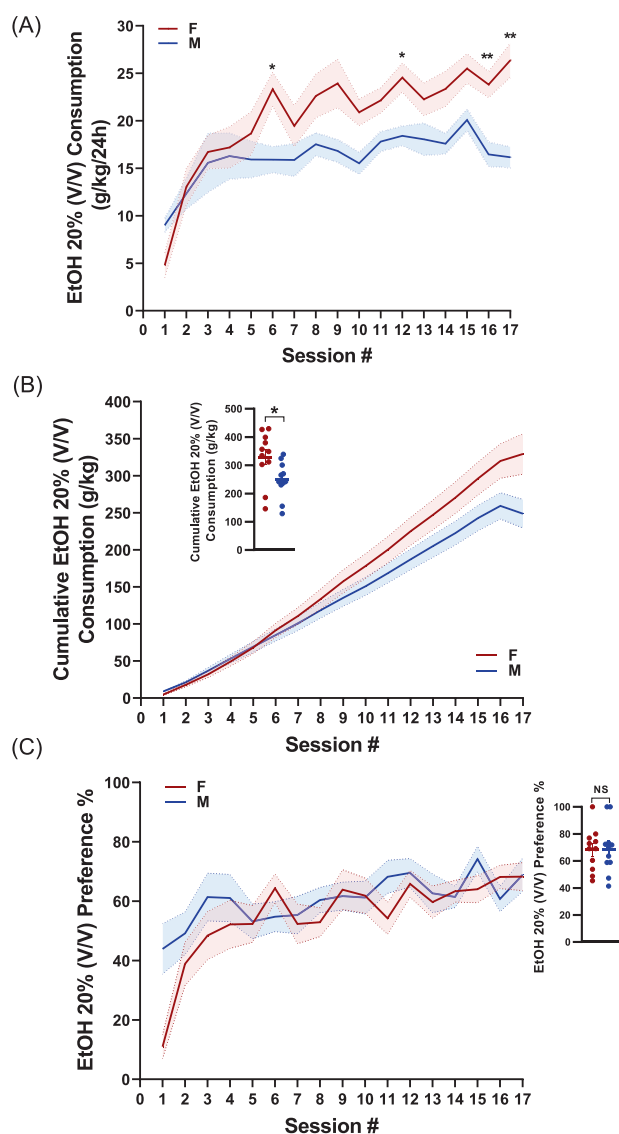 (A)
F
M
EtOH 20% (V/V) Consumption
(g/kg/24h)
30
25
20
15
10
5
0
* * ** **
0 1 2 3 4 5 6 7 8 9 10 11 12 13 14 15 16 17
Session #
(B)
Cumulative EtOH 20% (V/V)
Consumption (g/kg)
400
350
300
250
200
150
100
50
0
Cumulative EtOH 20% (V/V)
Consumption (g/kg)
500
400
300
200
100
0
*
F
M
0 1 2 3 4 5 6 7 8 9 10 11 12 13 14 15 16 17
Session #
(C)
EtOH 20% (V/V) Preference %
100
80
60
40
20
0
F
M
0 1 2 3 4 5 6 7 8 9 10 11 12 13 14 15 16 17
Session #
EtOH 20% (V/V) Preference %
100
80
60
40
20
0
NS